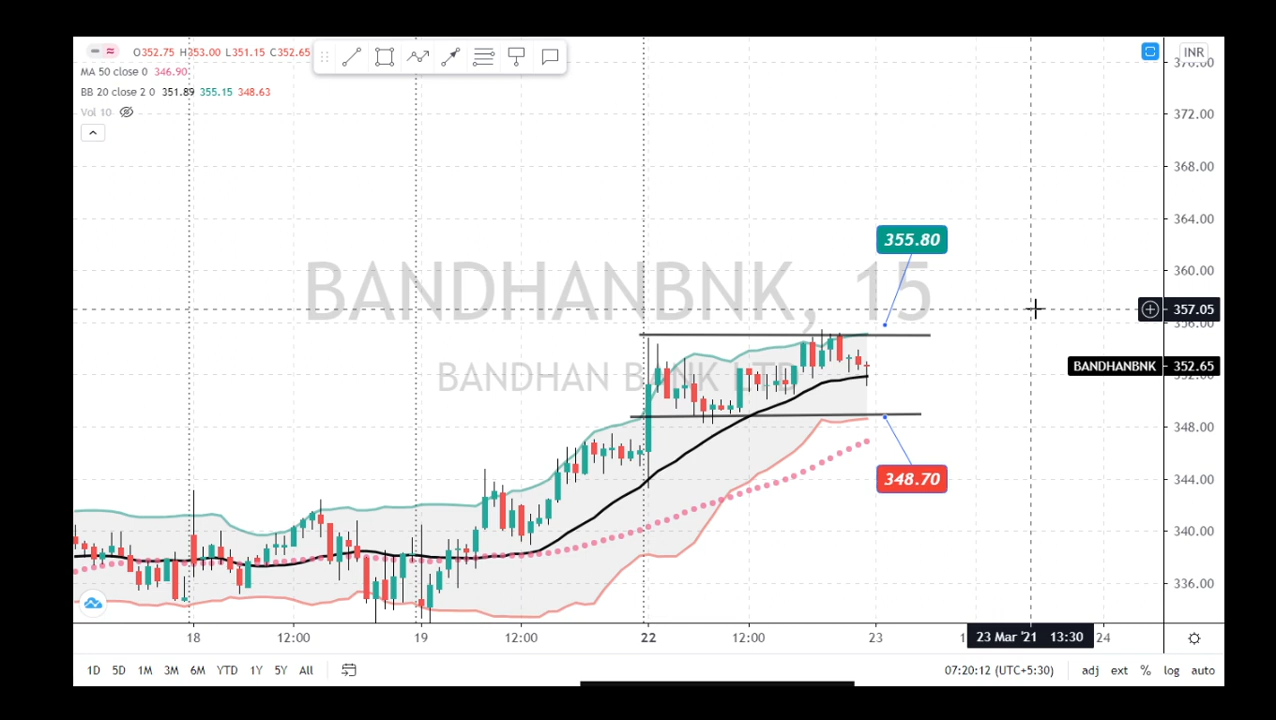 O352.75 H353.00 L351.15 C352.65
INR
MA 50 close 0 346.90
BB 20 close 2 0 351.89 355.15 348.63
Vol 10
372.00
368.00
364.00
355.80
360.00
BANDHANBNK, 15
357.05
356.00
BANDHANBNK 352.65
BANDHAN BANK LTD
352.00
348.00
348.70
344.00
340.00
336.00
18 12:00 19 12:00 22 12:00 23 23 Mar '21 13:30 24
1D 5D 1M 3M 6M YTD 1Y 5Y All 07:20:12 (UTC+5:30) adj ext % log auto